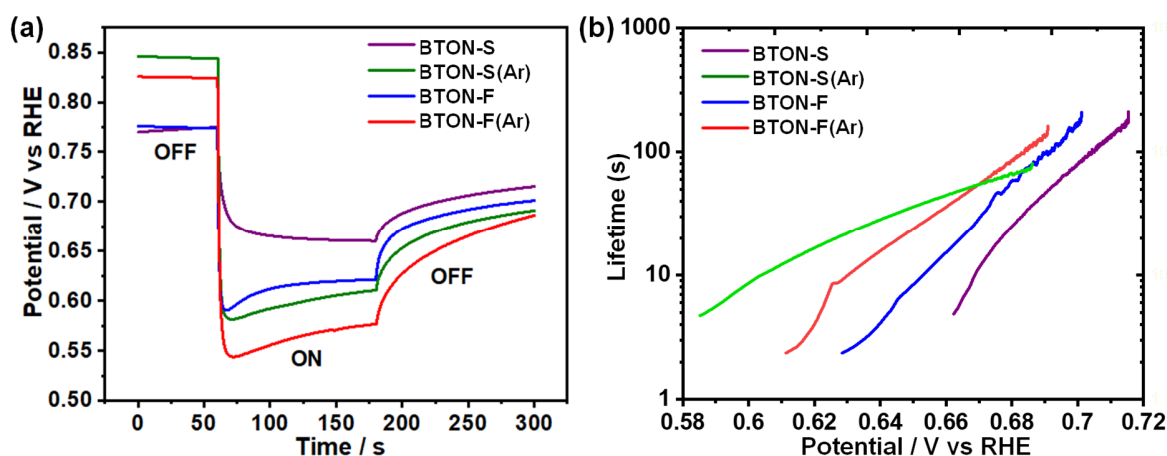 (a)
BTON-S
BTON-S(Ar)
BTON-F
BTON-F(Ar)
OFF
ON
OFF
0.85
0.80
0.75
0.70
0.65
0.60
0.55
0.50
Potential / V vs RHE
0 50 100 150 200 250 300
Time / s
(b)
BTON-S
BTON-S(Ar)
BTON-F
BTON-F(Ar)
1000
100
10
1
Lifetime (s)
0.58 0.6 0.62 0.64 0.66 0.68 0.7 0.72
Potential / V vs RHE